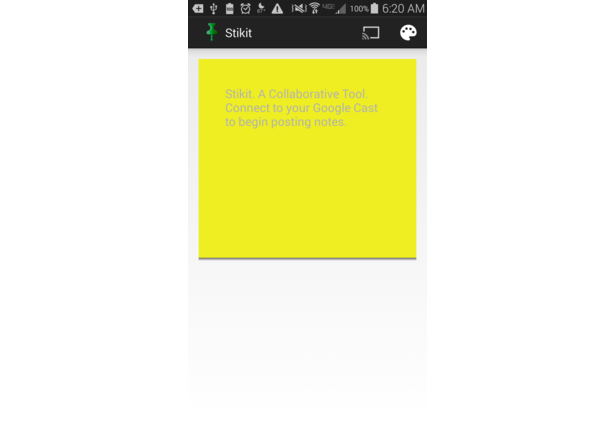 100% 6:20 AM
Stikit
Stikit. A Collaborative Tool.
Connect to your Google Cast
to begin posting notes.